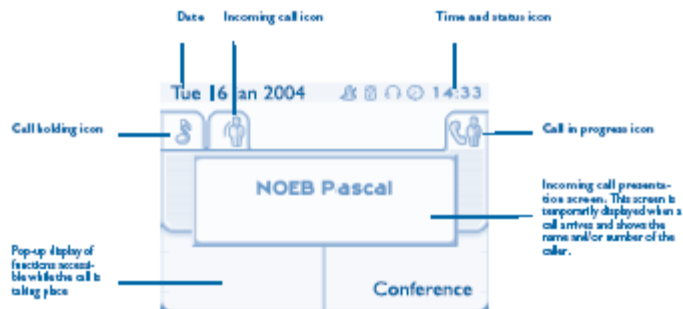 Date
Incoming call icon
Time and status icon
Tue 16 Jan 2004
14:33
Call holding icon
Call in progress icon
NOEB Pascal
Incoming call presenta-
tion screen. This screen is
temporarily displayed when a
call arrives and shows the
name and/or number of the
caller.
Pop-up display of
functions accessi-
ble while the call is
taking place
Conference